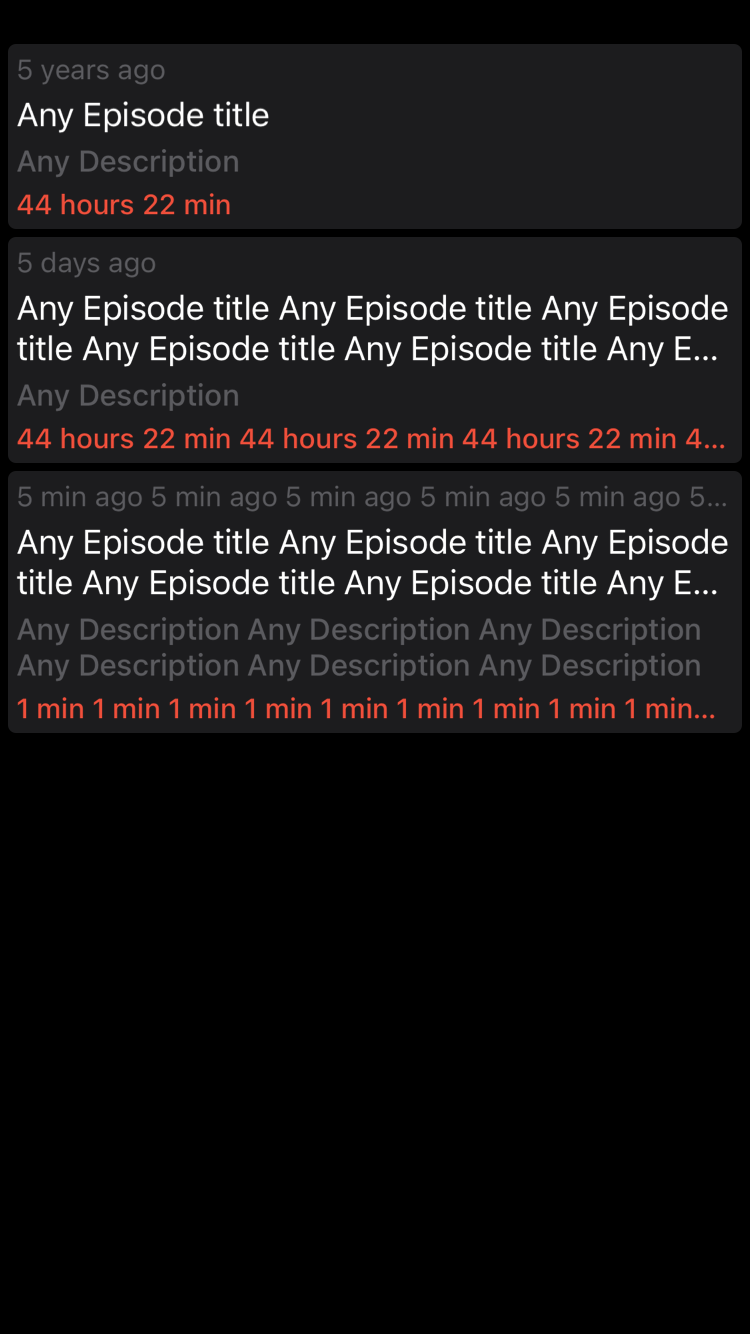 5 years ago
Any Episode title
Any Description
44 hours 22 min
5 days ago
Any Episode title Any Episode title Any Episode
title Any Episode title Any Episode title Any E...
Any Description
44 hours 22 min 44 hours 22 min 44 hours 22 min 4...
5 min ago 5 min ago 5 min ago 5 min ago 5 min ago 5...
Any Episode title Any Episode title Any Episode
title Any Episode title Any Episode title Any E...
Any Description Any Description Any Description
Any Description Any Description Any Description
1 min 1 min 1 min 1 min 1 min 1 min 1 min 1 min 1 min...